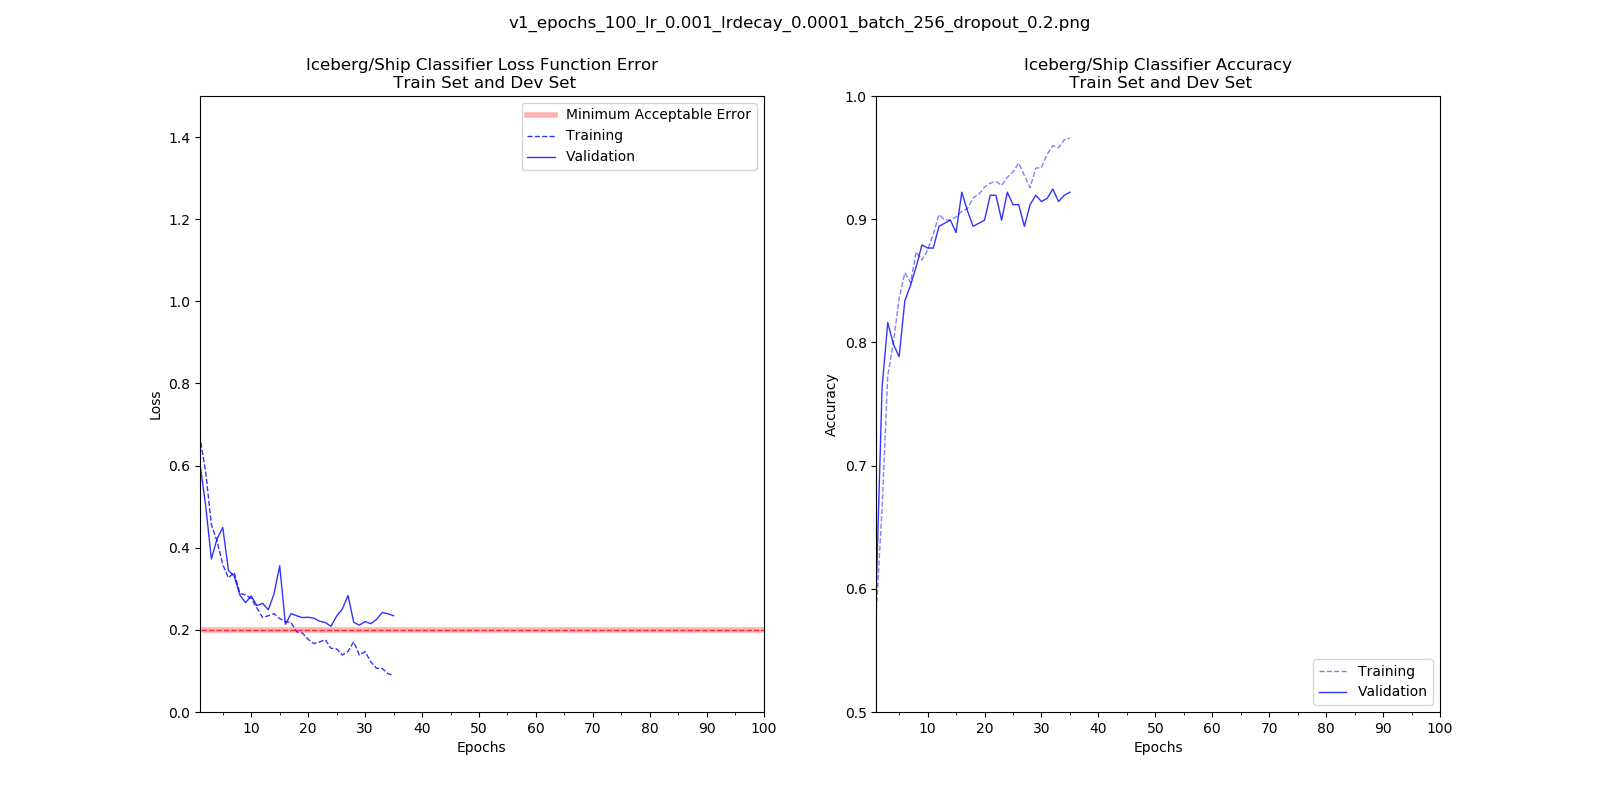 v1_epochs_100_lr_0.001_lrdecay_0.0001_batch_256_dropout_0.2.png
Iceberg/Ship Classifier Loss Function Error
Train Set and Dev Set
1.4
1.2
1.0
0.8
0.6
0.4
0.2
0.0
Loss
Minimum Acceptable Error
Training
Validation
10 20 30 40 50 60 70 80 90 100
Epochs
Iceberg/Ship Classifier Accuracy
Train Set and Dev Set
1.0
0.9
0.8
0.7
0.6
0.5
Accuracy
Training
Validation
10 20 30 40 50 60 70 80 90 100
Epochs